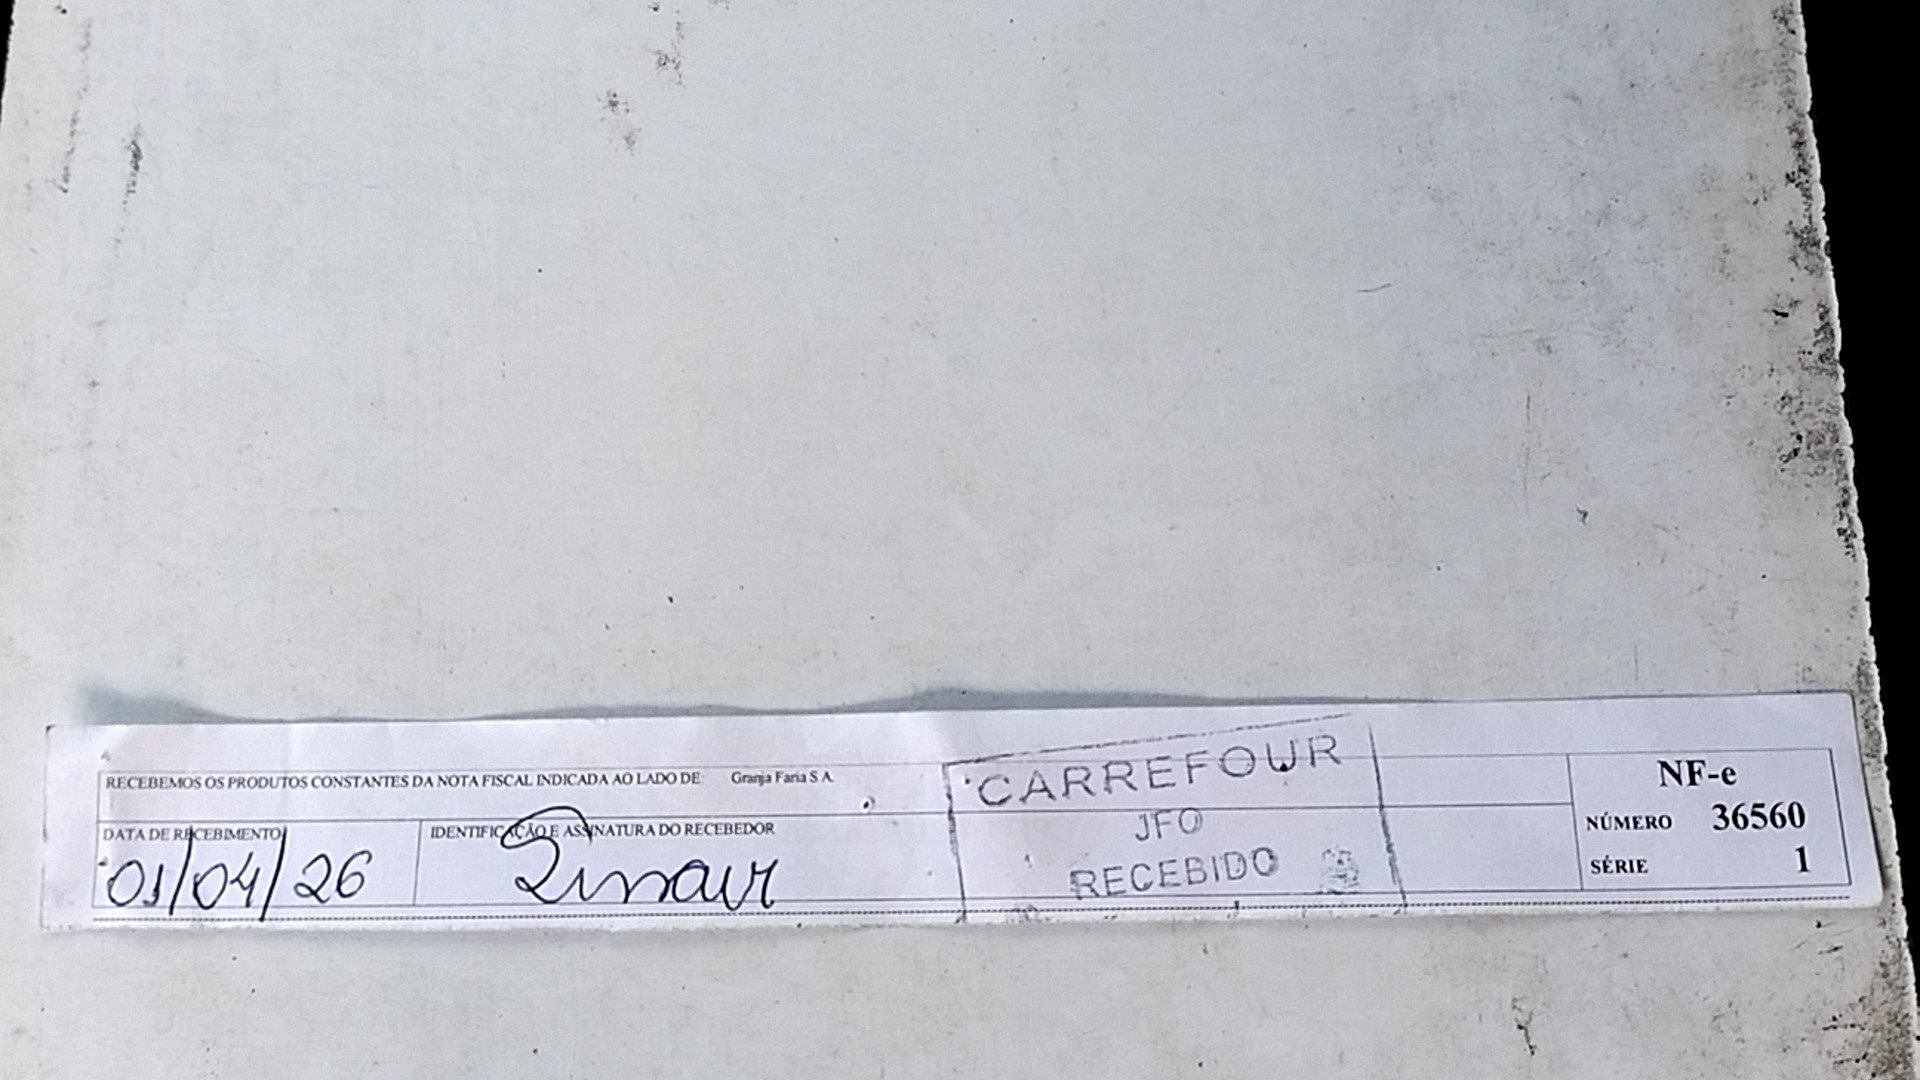 RECEBEMOS OS PRODUTOS CONSTANTES DA NOTA FISCAL INDICADA AO LADO DE: Granja Faria S.A.
DATA DE RECEBIMENTO
01/04/26
IDENTIFICAÇÃO E ASSINATURA DO RECEBEDOR
CARREFOUR
JFO
RECEBIDO
NF-e
NÚMERO 36560
SÉRIE 1